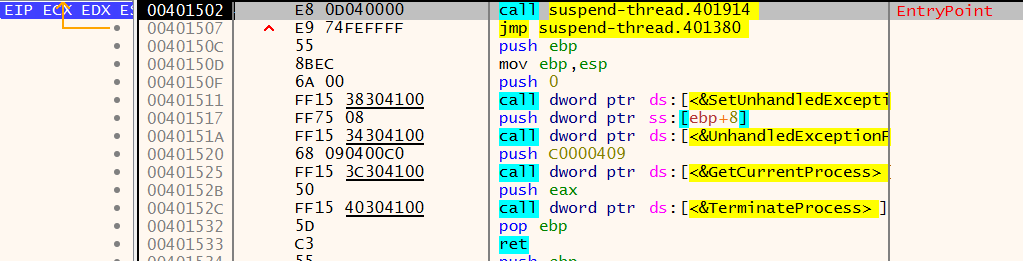 EIP ECX EDX ES 00401502 E8 0D040000 call suspend-thread.401914 EntryPoint
00401507 ^ E9 74FEFFFF jmp suspend-thread.401380
0040150C 55 push ebp
0040150D 8BEC mov ebp,esp
0040150F 6A 00 push 0
00401511 FF15 38304100 call dword ptr ds:[<&SetUnhandledExcepti
00401517 FF75 08 push dword ptr ss:[ebp+8]
0040151A FF15 34304100 call dword ptr ds:[<&UnhandledExceptionF
00401520 68 090400C0 push C0000409
00401525 FF15 3C304100 call dword ptr ds:[<&GetCurrentProcess>
0040152B 50 push eax
0040152C FF15 40304100 call dword ptr ds:[<&TerminateProcess>]
00401532 5D pop ebp
00401533 C3 ret
00401534 55 push ebp